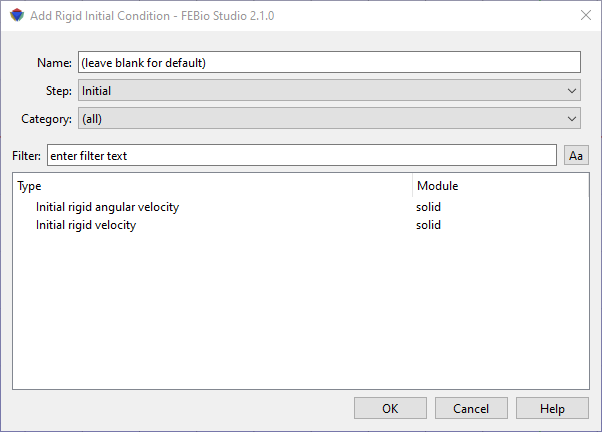 Add Rigid Initial Condition - FEBio Studio 2.1.0
Name: (leave blank for default)
Step: Initial
Category: (all)
Filter: enter filter text Aa
Type Module
Initial rigid angular velocity solid
Initial rigid velocity solid
OK Cancel Help